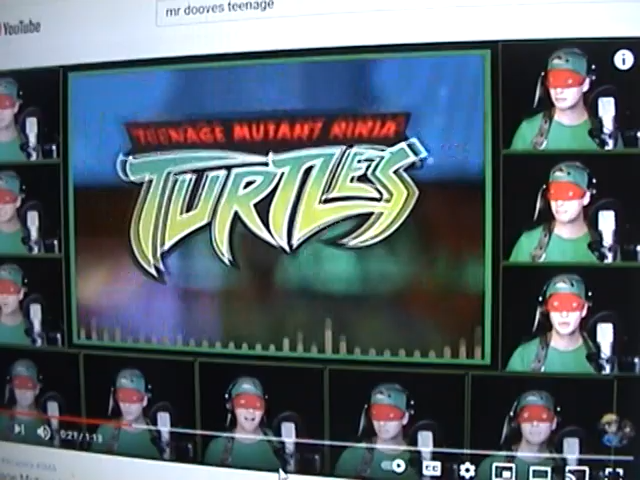 YouTube
mr dooves teenage
TEENAGE MUTANT NINJA
TURTLES
0:21 / 1:13
CC